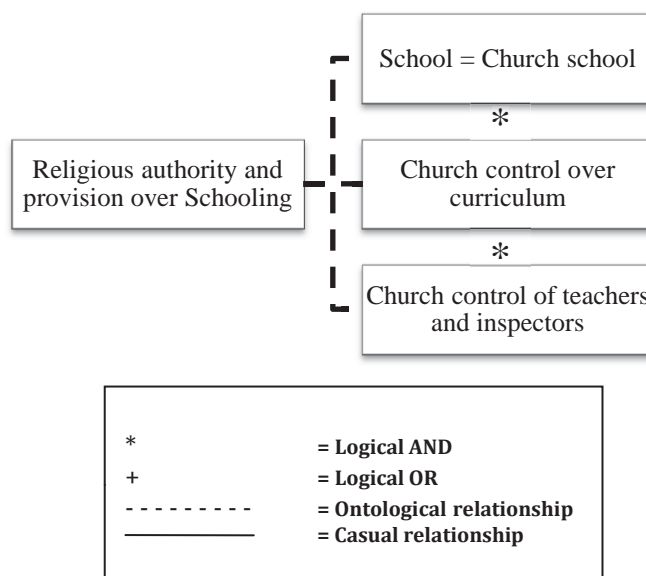 School = Church school
*
Religious authority and
provision over Schooling
Church control over
curriculum
*
Church control of teachers
and inspectors
* = Logical AND
+ = Logical OR
- - - - - - - - - = Ontological relationship
= Casual relationship